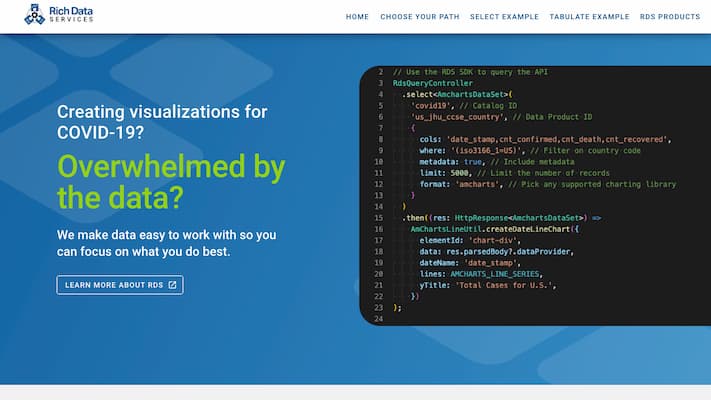 Rich Data
SERVICES
HOME
CHOOSE YOUR PATH
SELECT EXAMPLE
TABULATE EXAMPLE
RDS PRODUCTS
Creating visualizations for
COVID-19?
Overwhelmed by
the data?
We make data easy to work with so you
can focus on what you do best.
LEARN MORE ABOUT RDS
2 // Use the RDS SDK to query the API
3 RdsQueryController
4 .select<AmchartsDataSet>(
5 'covid19', // Catalog ID
6 'us_jhu_ccse_country', // Data Product ID
7 {
8 cols: 'date_stamp,cnt_confirmed,cnt_death,cnt_recovered',
9 where: '(iso3166_1=US)', // Filter on country code
10 metadata: true, // Include metadata
11 limit: 5000, // Limit the number of records
12 format: 'amcharts', // Pick any supported charting library
13 }
14 )
15 .then((res: HttpResponse<AmchartsDataSet>) =>
16 AmChartsLineUtil.createDateLineChart({
17 elementId: 'chart-div',
18 data: res.parsedBody?.dataProvider,
19 dateName: 'date_stamp',
20 lines: AMCHARTS_LINE_SERIES,
21 yTitle: 'Total Cases for U.S.',
22 })
23 );
24